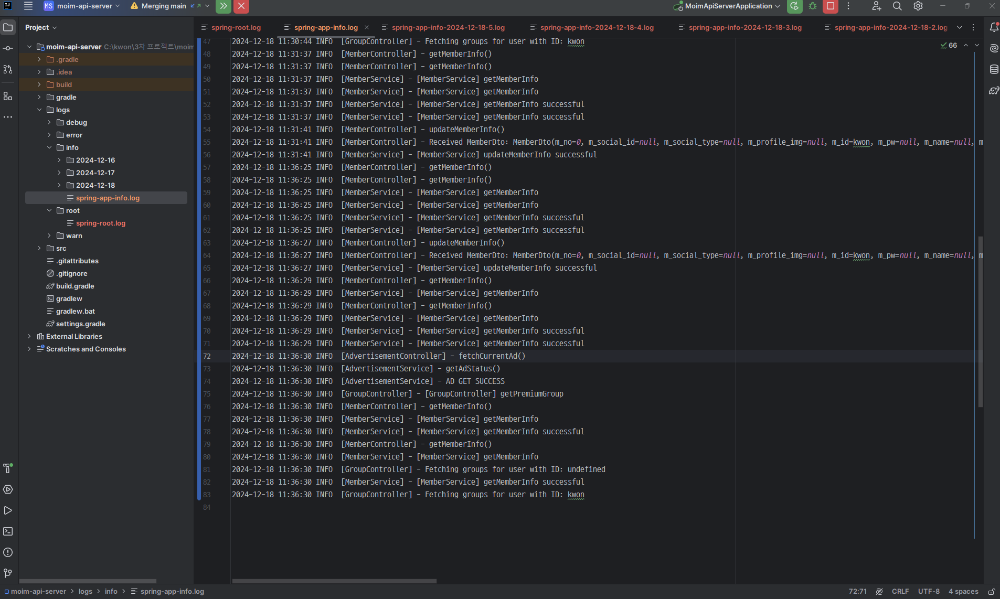 MS moim-api-server Merging main MoimApiServerApplication
Project
spring-root.log spring-app-info.log spring-app-info-2024-12-18-5.log spring-app-info-2024-12-18-4.log spring-app-info-2024-12-18-3.log spring-app-info-2024-12-18-2.log
moim-api-server C:\kwon\3차 프로젝트\moim
.gradle
.idea
build
gradle
logs
debug
error
info
2024-12-16
2024-12-17
2024-12-18
spring-app-info.log
root
spring-root.log
warn
src
.gitattributes
.gitignore
build.gradle
gradlew
gradlew.bat
settings.gradle
External Libraries
Scratches and Consoles
66
47 2024-12-18 11:30:44 INFO  [GroupController] - Fetching groups for user with ID: kwon
48 2024-12-18 11:31:37 INFO  [MemberController] - getMemberInfo()
49 2024-12-18 11:31:37 INFO  [MemberController] - getMemberInfo()
50 2024-12-18 11:31:37 INFO  [MemberService] - [MemberService] getMemberInfo
51 2024-12-18 11:31:37 INFO  [MemberService] - [MemberService] getMemberInfo
52 2024-12-18 11:31:37 INFO  [MemberService] - [MemberService] getMemberInfo successful
53 2024-12-18 11:31:37 INFO  [MemberService] - [MemberService] getMemberInfo successful
54 2024-12-18 11:31:41 INFO  [MemberController] - updateMemberInfo()
55 2024-12-18 11:31:41 INFO  [MemberController] - Received MemberDto: MemberDto(m_no=0, m_social_id=null, m_social_type=null, m_profile_img=null, m_id=kwon, m_pw=null, m_name=null, m
56 2024-12-18 11:31:41 INFO  [MemberService] - [MemberService] updateMemberInfo successful
57 2024-12-18 11:36:25 INFO  [MemberController] - getMemberInfo()
58 2024-12-18 11:36:25 INFO  [MemberController] - getMemberInfo()
59 2024-12-18 11:36:25 INFO  [MemberService] - [MemberService] getMemberInfo
60 2024-12-18 11:36:25 INFO  [MemberService] - [MemberService] getMemberInfo
61 2024-12-18 11:36:25 INFO  [MemberService] - [MemberService] getMemberInfo successful
62 2024-12-18 11:36:25 INFO  [MemberService] - [MemberService] getMemberInfo successful
63 2024-12-18 11:36:27 INFO  [MemberController] - updateMemberInfo()
64 2024-12-18 11:36:27 INFO  [MemberController] - Received MemberDto: MemberDto(m_no=0, m_social_id=null, m_social_type=null, m_profile_img=null, m_id=kwon, m_pw=null, m_name=null, m
65 2024-12-18 11:36:27 INFO  [MemberService] - [MemberService] updateMemberInfo successful
66 2024-12-18 11:36:29 INFO  [MemberController] - getMemberInfo()
67 2024-12-18 11:36:29 INFO  [MemberService] - [MemberService] getMemberInfo
68 2024-12-18 11:36:29 INFO  [MemberController] - getMemberInfo()
69 2024-12-18 11:36:29 INFO  [MemberService] - [MemberService] getMemberInfo
70 2024-12-18 11:36:29 INFO  [MemberService] - [MemberService] getMemberInfo successful
71 2024-12-18 11:36:29 INFO  [MemberService] - [MemberService] getMemberInfo successful
72 2024-12-18 11:36:30 INFO  [AdvertisementController] - fetchCurrentAd()
73 2024-12-18 11:36:30 INFO  [AdvertisementService] - getAdStatus()
74 2024-12-18 11:36:30 INFO  [AdvertisementService] - AD GET SUCCESS
75 2024-12-18 11:36:30 INFO  [GroupController] - [GroupController] getPremiumGroup
76 2024-12-18 11:36:30 INFO  [MemberController] - getMemberInfo()
77 2024-12-18 11:36:30 INFO  [MemberService] - [MemberService] getMemberInfo
78 2024-12-18 11:36:30 INFO  [MemberService] - [MemberService] getMemberInfo successful
79 2024-12-18 11:36:30 INFO  [MemberController] - getMemberInfo()
80 2024-12-18 11:36:30 INFO  [MemberService] - [MemberService] getMemberInfo
81 2024-12-18 11:36:30 INFO  [GroupController] - Fetching groups for user with ID: undefined
82 2024-12-18 11:36:30 INFO  [MemberService] - [MemberService] getMemberInfo successful
83 2024-12-18 11:36:30 INFO  [GroupController] - Fetching groups for user with ID: kwon
84
moim-api-server > logs > info > spring-app-info.log 72:71 CRLF UTF-8 4 spaces